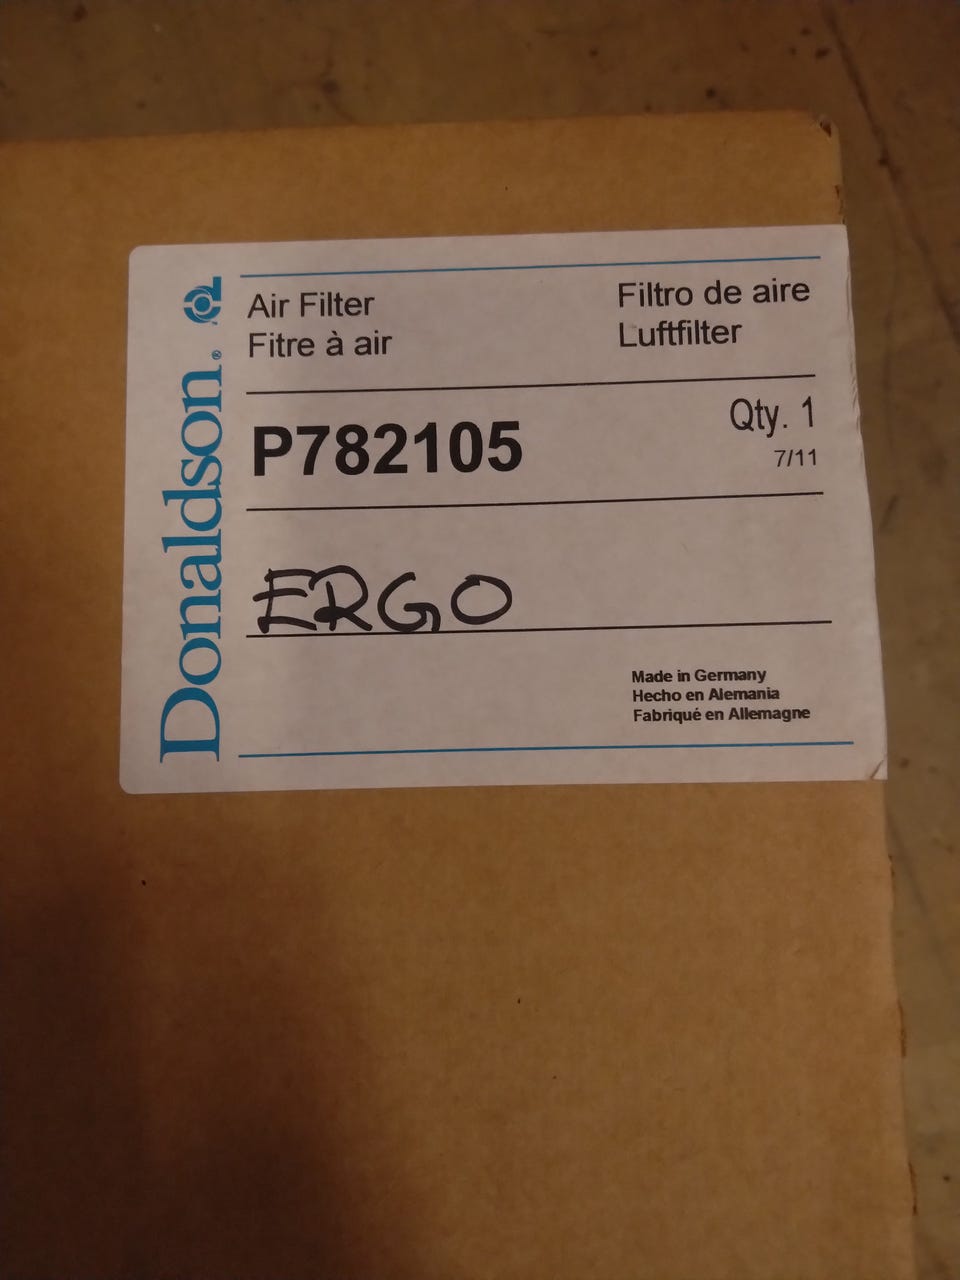 Donaldson.®
Air Filter
Fitre à air
Filtro de aire
Luftfilter
P782105
Qty. 1
7/11
ERGO
Made in Germany
Hecho en Alemania
Fabriqué en Allemagne